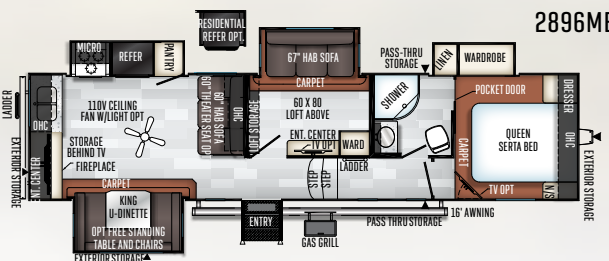 2896MB
RESIDENTIAL
REFER OPT.
MICRO
REFER
PANTRY
67" HAB SOFA
CARPET
PASS-THRU
STORAGE
LINEN
WARDROBE
LADDER
OHC
110V CEILING
FAN W/LIGHT OPT
60" HAB SOFA
60" THEATER SEAT OPT
OHC
LOFT STORAGE
60 X 80
LOFT ABOVE
SHOWER
POCKET DOOR
DRESSER
OHC
QUEEN
SERTA BED
STORAGE
BEHIND TV
FIREPLACE
ENT. CENTER
TV OPT
WARD
LADDER
STEP
STEP
CARPET
TV OPT
N/S
EXTERIOR STORAGE
EXTERIOR STORAGE
ENT. CENTER
CARPET
KING
U-DINETTE
OPT FREE STANDING
TABLE AND CHAIRS
EXTERIOR STORAGE
ENTRY
GAS GRILL
PASS THRU STORAGE
16' AWNING